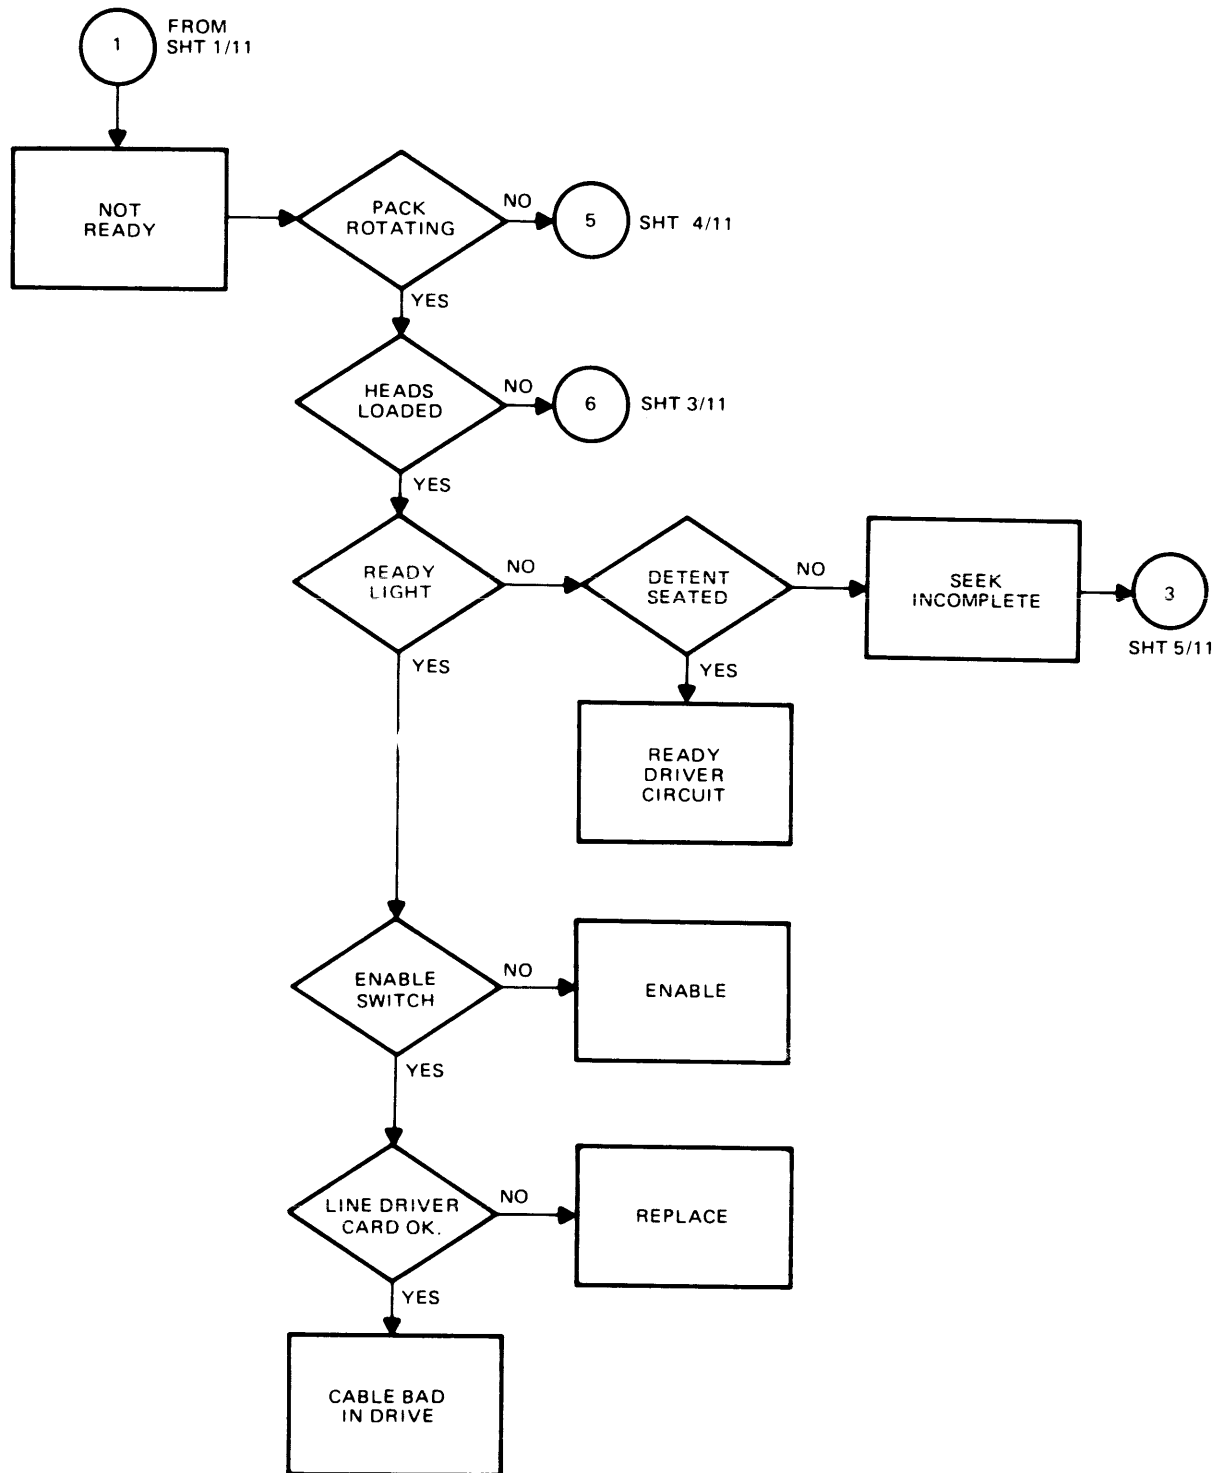 1
FROM
SHT 1/11
NOT
READY
PACK
ROTATING
NO
5
SHT 4/11
YES
HEADS
LOADED
NO
6
SHT 3/11
YES
READY
LIGHT
NO
DETENT
SEATED
NO
SEEK
INCOMPLETE
3
SHT 5/11
YES
YES
READY
DRIVER
CIRCUIT
ENABLE
SWITCH
NO
ENABLE
YES
LINE DRIVER
CARD OK.
NO
REPLACE
YES
CABLE BAD
IN DRIVE